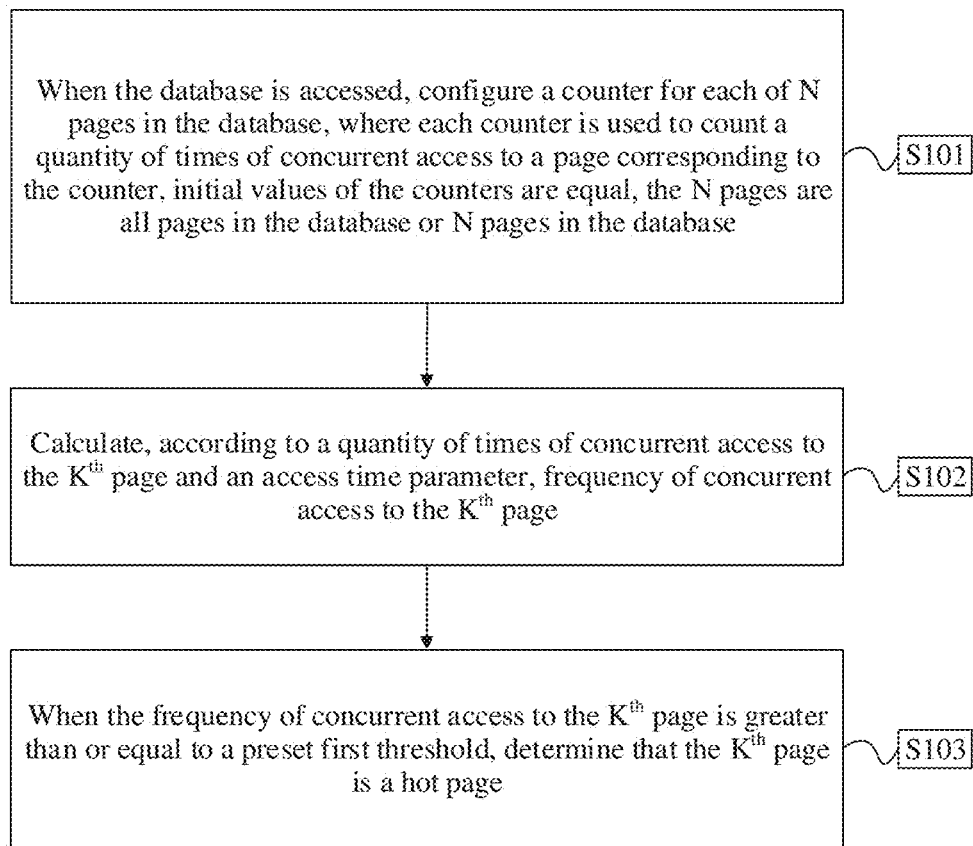 When the database is accessed, configure a counter for each of N
pages in the database, where each counter is used to count a
quantity of times of concurrent access to a page corresponding to
the counter, initial values of the counters are equal, the N pages are
all pages in the database or N pages in the database
S101
Calculate, according to a quantity of times of concurrent access to
the Kth page and an access time parameter, frequency of concurrent
access to the Kth page
S102
When the frequency of concurrent access to the Kth page is greater
than or equal to a preset first threshold, determine that the Kth page
is a hot page
S103